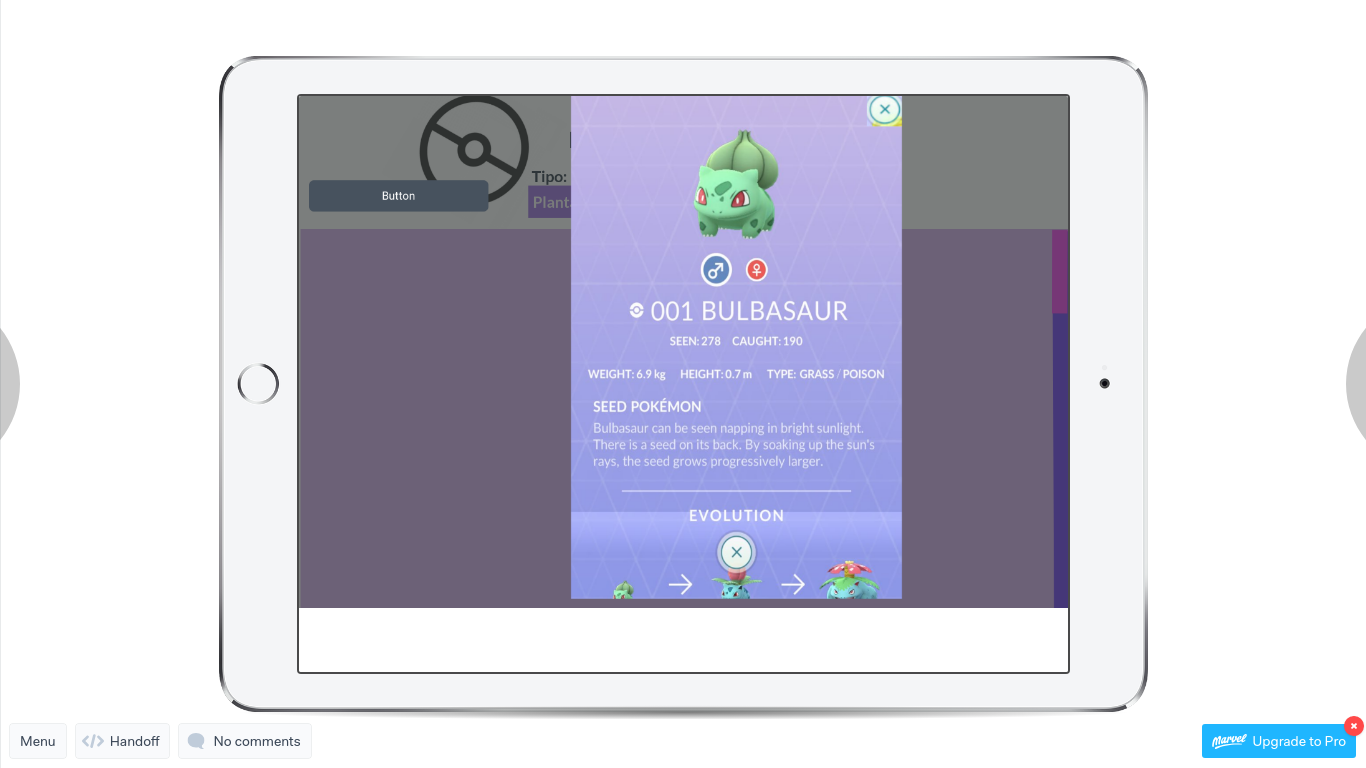 Tipo:
Button
Planta
001 BULBASAUR
SEEN: 278 CAUGHT: 190
WEIGHT: 6.9 kg HEIGHT: 0.7 m TYPE: GRASS / POISON
SEED POKÉMON
Bulbasaur can be seen napping in bright sunlight.
There is a seed on its back. By soaking up the sun's
rays, the seed grows progressively larger.
EVOLUTION
Menu
</> Handoff
No comments
Marvel Upgrade to Pro